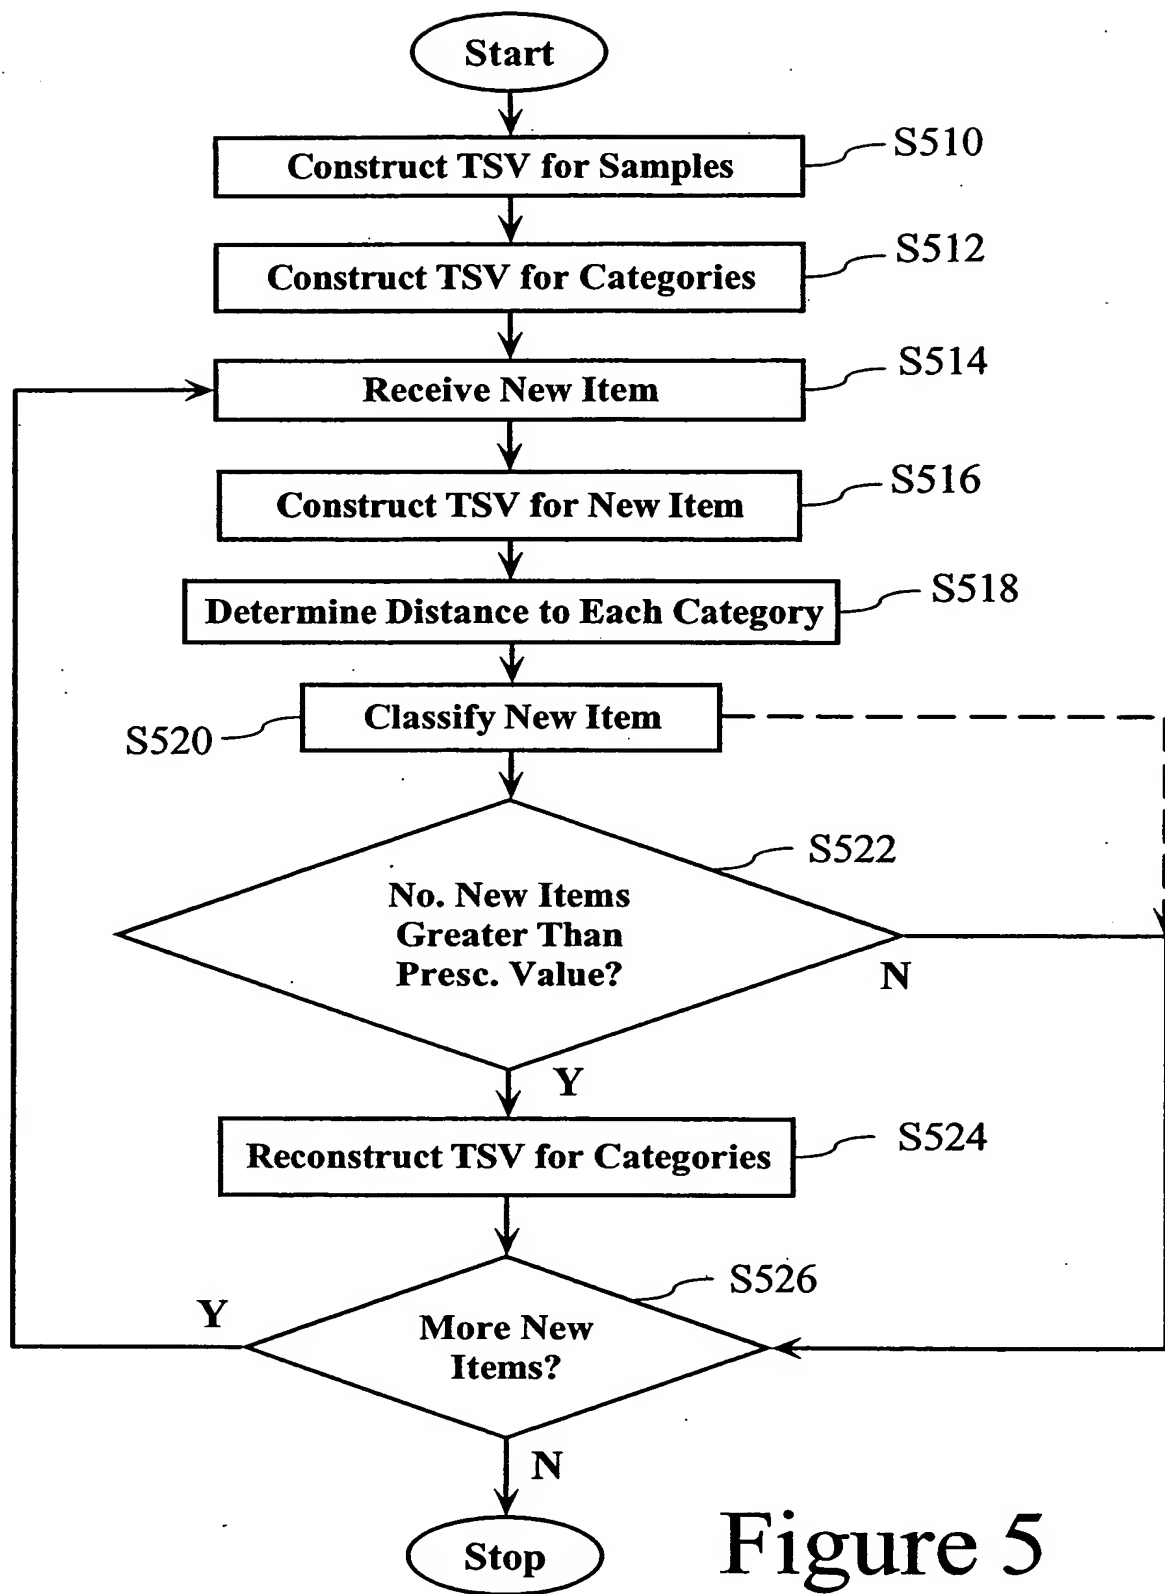 Start
Construct TSV for Samples
S510
Construct TSV for Categories
S512
Receive New Item
S514
Construct TSV for New Item
S516
Determine Distance to Each Category
S518
Classify New Item
S520
No. New Items
Greater Than
Presc. Value?
S522
N
Y
Reconstruct TSV for Categories
S524
More New
Items?
S526
Y
N
Stop
Figure 5